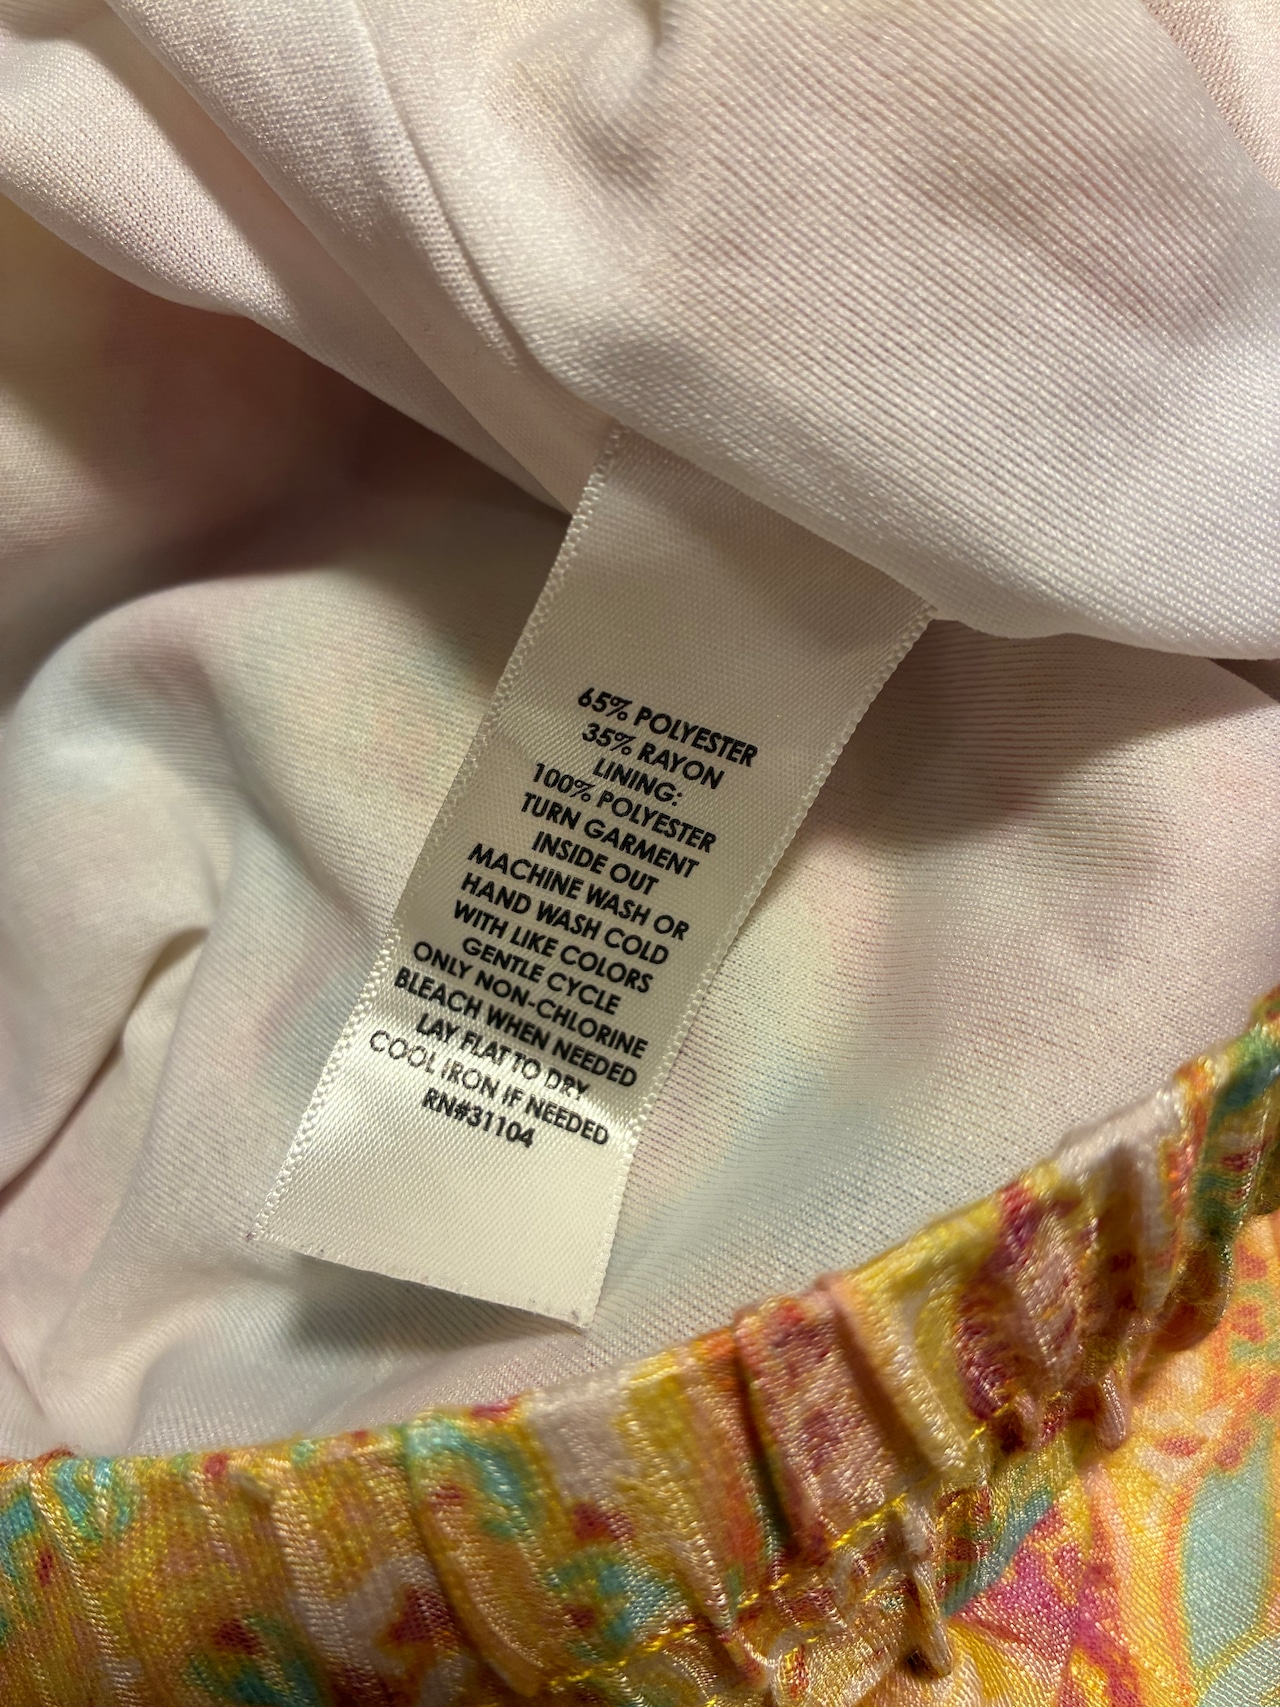 65% POLYESTER
35% RAYON
LINING:
100% POLYESTER
TURN GARMENT
INSIDE OUT
MACHINE WASH OR
HAND WASH COLD
WITH LIKE COLORS
GENTLE CYCLE
ONLY NON-CHLORINE
BLEACH WHEN NEEDED
LAY FLAT TO DRY
COOL IRON IF NEEDED
RN#31104